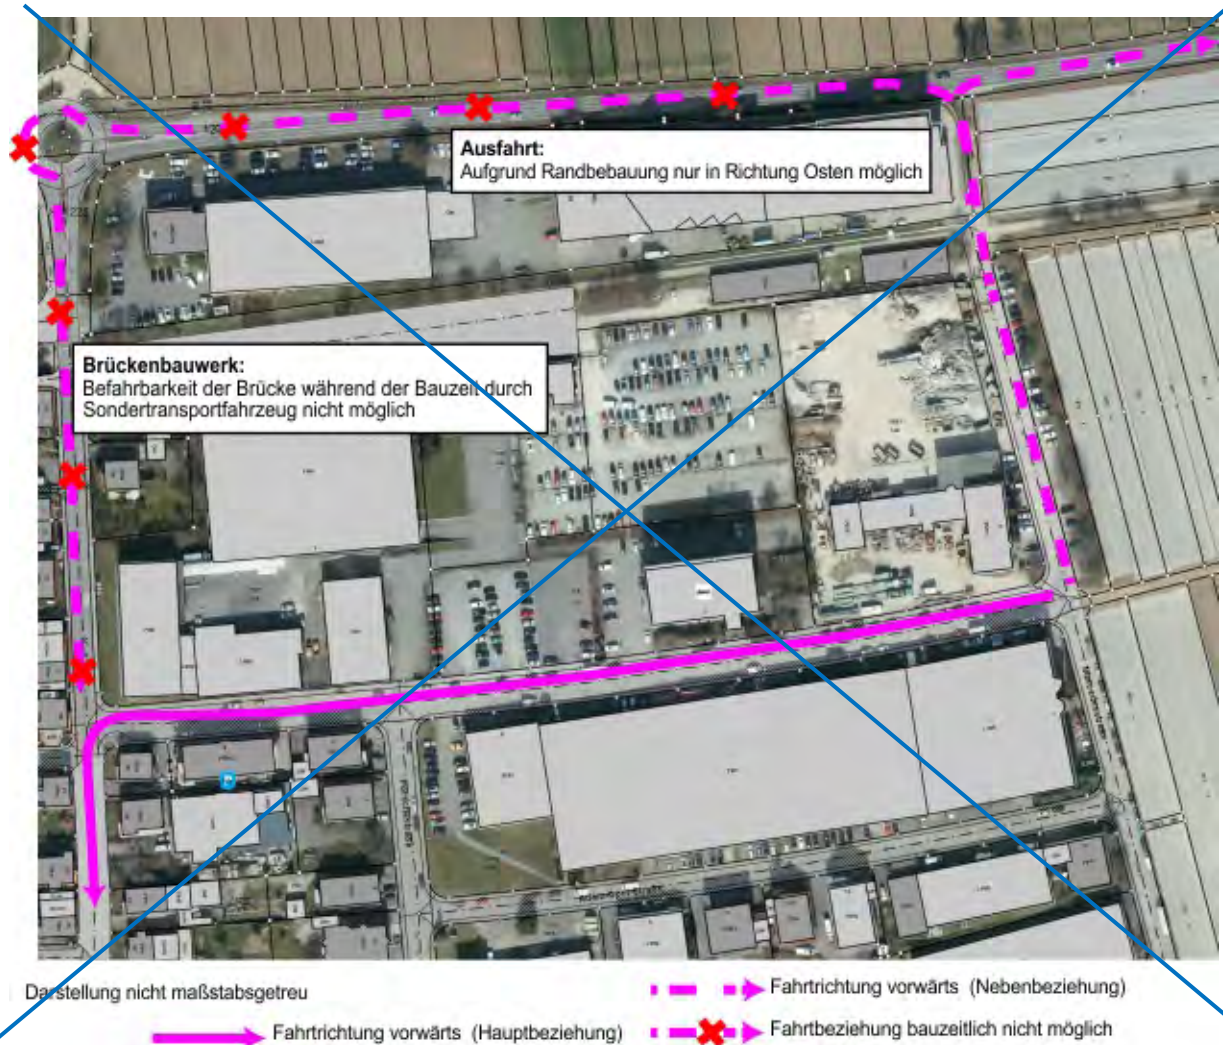 Ausfahrt:
Aufgrund Randbebauung nur in Richtung Osten möglich
Brückenbauwerk:
Befahrbarkeit der Brücke während der Bauzeit durch
Sondertransportfahrzeug nicht möglich
Darstellung nicht maßstabsgetreu
Fahrtrichtung vorwärts (Nebenbeziehung)
Fahrtrichtung vorwärts (Hauptbeziehung)
Fahrtbeziehung bauzeitlich nicht möglich